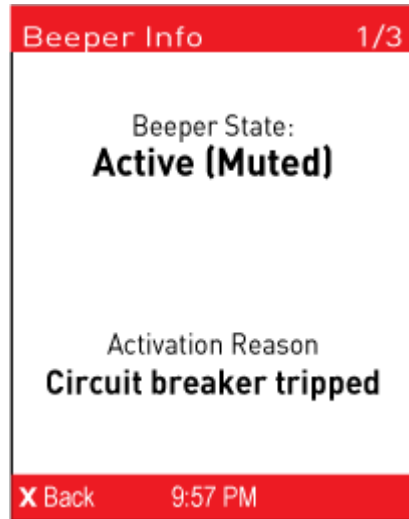 Beeper Info 1/3
Beeper State:
Active (Muted)
Activation Reason
Circuit breaker tripped
X Back 9:57 PM